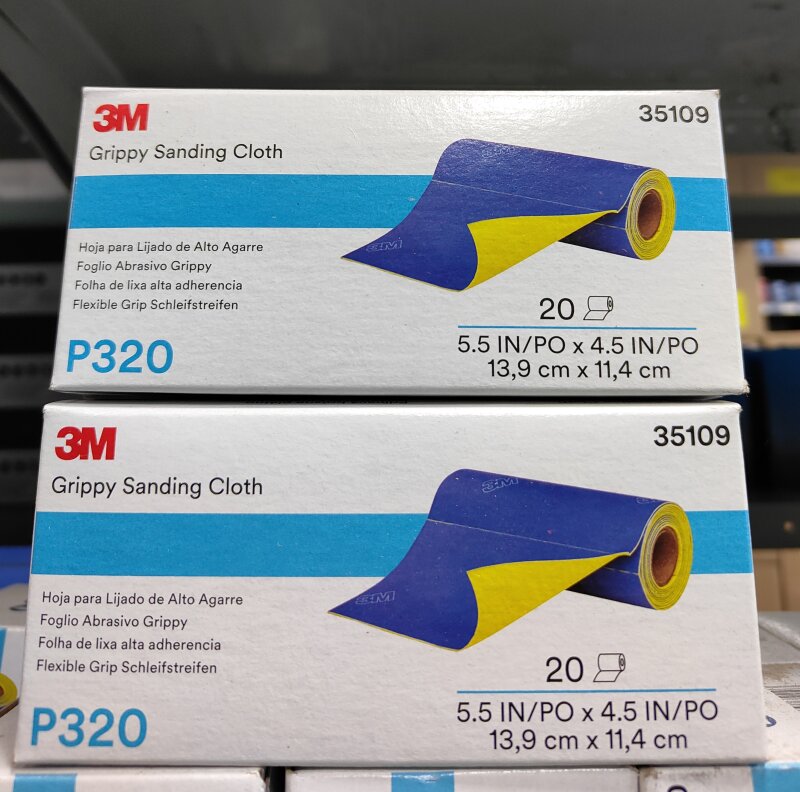 3M
35109
Grippy Sanding Cloth
3M
Hoja para Lijado de Alto Agarre
Foglio Abrasivo Grippy
Folha de lixa alta adherencia
Flexible Grip Schleifstreifen
P320
20
5.5 IN/PO x 4.5 IN/PO
13,9 cm x 11,4 cm
3M
35109
Grippy Sanding Cloth
3M
3M
Hoja para Lijado de Alto Agarre
Foglio Abrasivo Grippy
Folha de lixa alta adherencia
Flexible Grip Schleifstreifen
P320
20
5.5 IN/PO x 4.5 IN/PO
13,9 cm x 11,4 cm